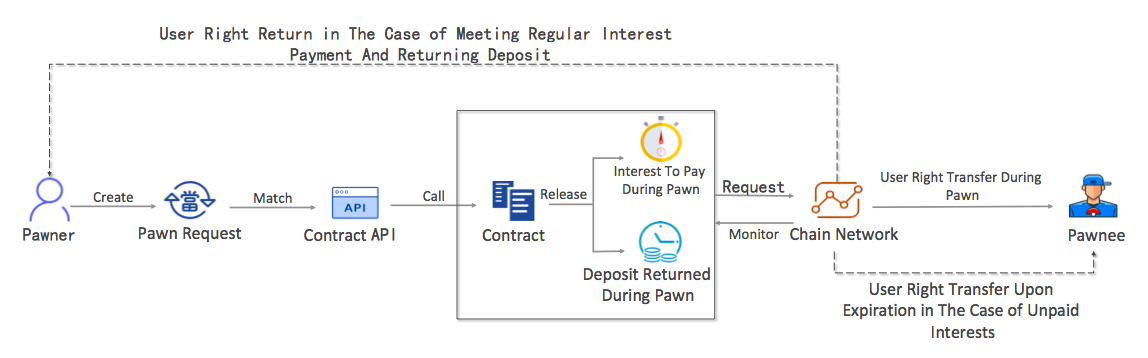 User Right Return in The Case of Meeting Regular Interest
Payment And Returning Deposit
Create
當
Match
API
Call
Release
Interest To Pay
During Pawn
Request
User Right Transfer During
Pawn
Pawner
Pawn Request
Contract API
Contract
Monitor
Chain Network
Pawnee
Deposit Returned
During Pawn
User Right Transfer Upon
Expiration in The Case of Unpaid
Interests